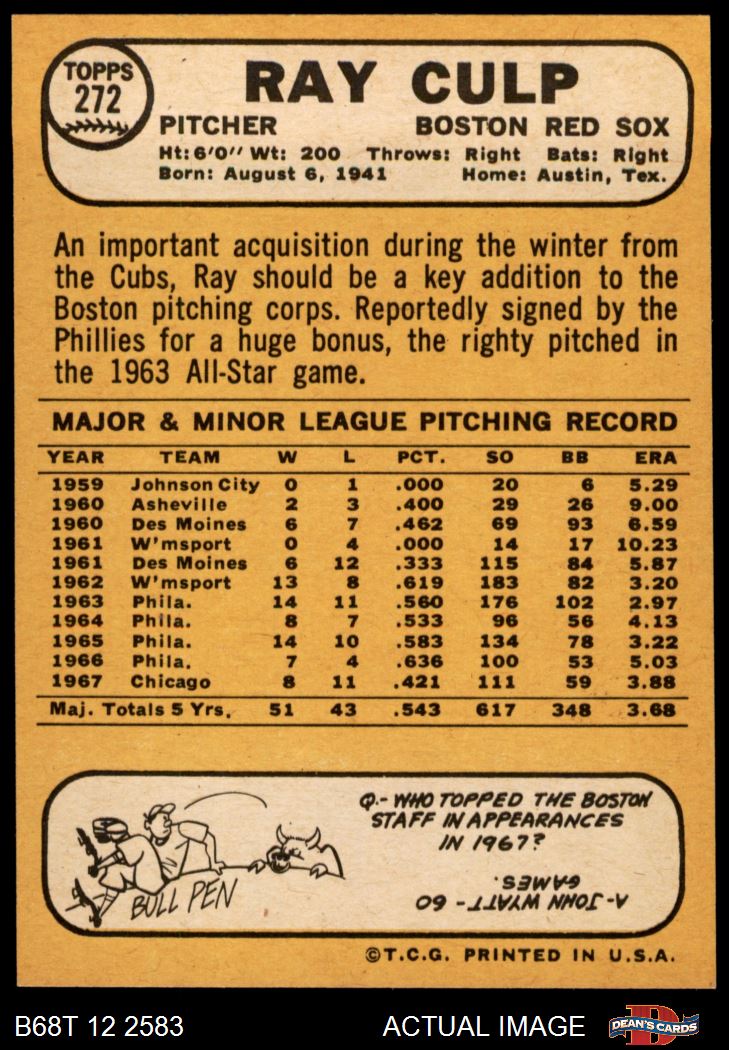 TOPPS
272
RAY CULP
PITCHER BOSTON RED SOX
Ht: 6'0" Wt: 200 Throws: Right Bats: Right
Born: August 6, 1941 Home: Austin, Tex.
An important acquisition during the winter from
the Cubs, Ray should be a key addition to the
Boston pitching corps. Reportedly signed by the
Phillies for a huge bonus, the righty pitched in
the 1963 All-Star game.
MAJOR & MINOR LEAGUE PITCHING RECORD
YEAR TEAM W L PCT. SO BB ERA
1959 Johnson City 0 1 .000 20 6 5.29
1960 Asheville 2 3 .400 29 26 9.00
1960 Des Moines 6 7 .462 69 93 6.59
1961 W'msport 0 4 .000 14 17 10.23
1961 Des Moines 6 12 .333 115 84 5.87
1962 W'msport 13 8 .619 183 82 3.20
1963 Phila. 14 11 .560 176 102 2.97
1964 Phila. 8 7 .533 96 56 4.13
1965 Phila. 14 10 .583 134 78 3.22
1966 Phila. 7 4 .636 100 53 5.03
1967 Chicago 8 11 .421 111 59 3.88
Maj. Totals 5 Yrs. 51 43 .543 617 348 3.68
Q.- WHO TOPPED THE BOSTON
STAFF IN APPEARANCES
IN 1967?
A- JOHN WYATT - 60
GAMES.
BULL PEN
©T.C.G. PRINTED IN U.S.A.
B68T 12 2583 ACTUAL IMAGE
D
DEAN'S CARDS